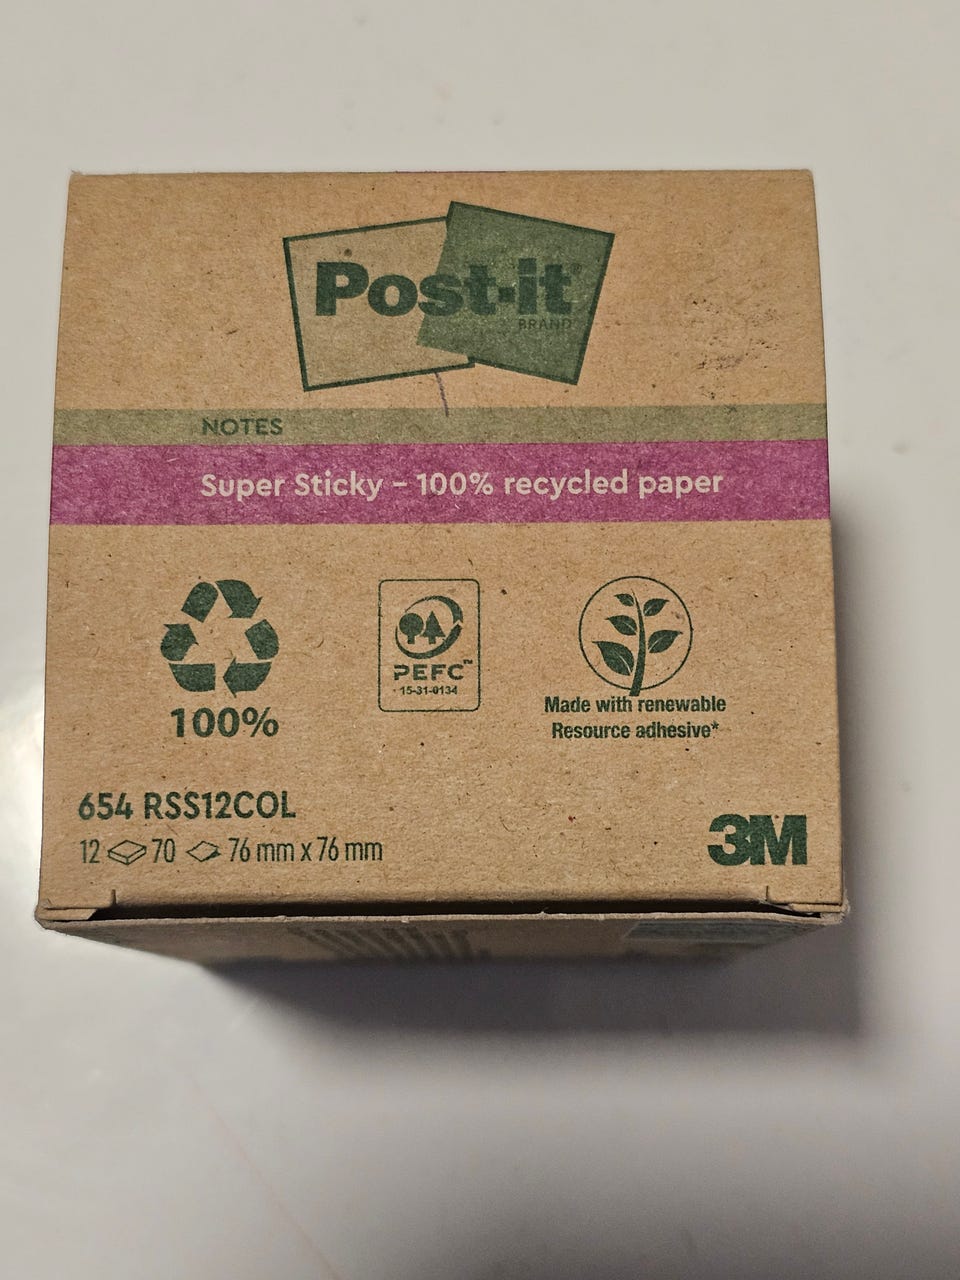 Post-it®
BRAND
NOTES
Super Sticky – 100% recycled paper
100%
PEFC™
15-31-0134
Made with renewable
Resource adhesive*
654 RSS12COL
12 70 76 mm x 76 mm
3M